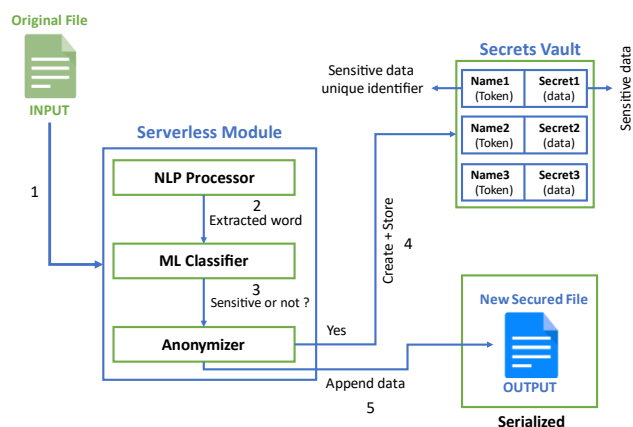 Original File
INPUT
1
Serverless Module
NLP Processor
2
Extracted word
ML Classifier
3
Sensitive or not ?
Anonymizer
Yes
Create + Store
4
Append data
5
Secrets Vault
Sensitive data
unique identifier
Name1
(Token)
Secret1
(data)
Name2
(Token)
Secret2
(data)
Name3
(Token)
Secret3
(data)
Sensitive data
New Secured File
OUTPUT
Serialized